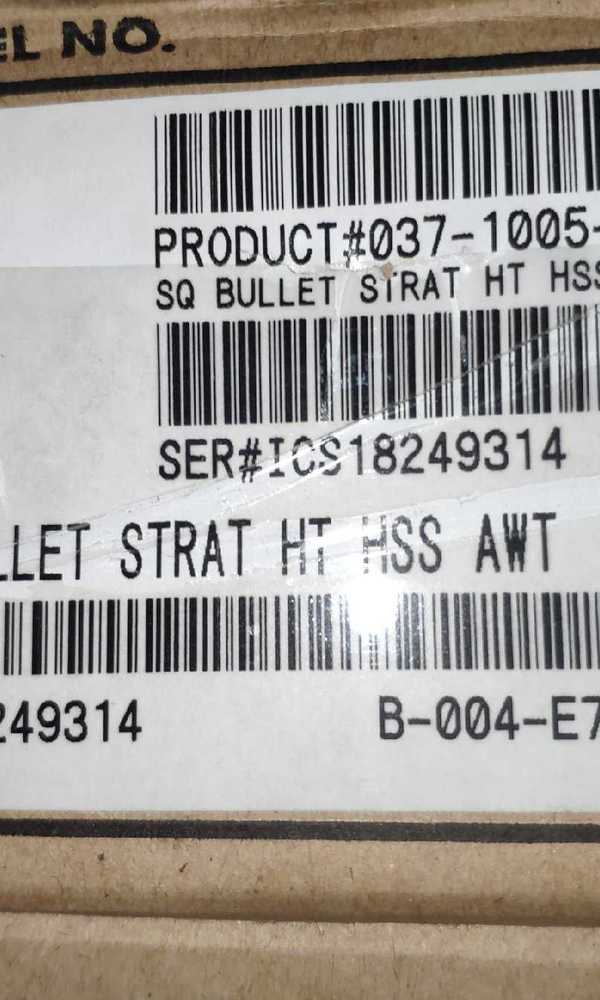 EL NO.
PRODUCT#037-1005-
SQ BULLET STRAT HT HSS
SER#ICS18249314
LLET STRAT HT HSS AWT
249314 B-004-E7